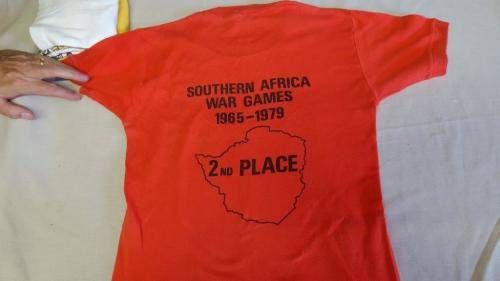 SOUTHERN AFRICA
WAR GAMES
1965-1979
2ND PLACE